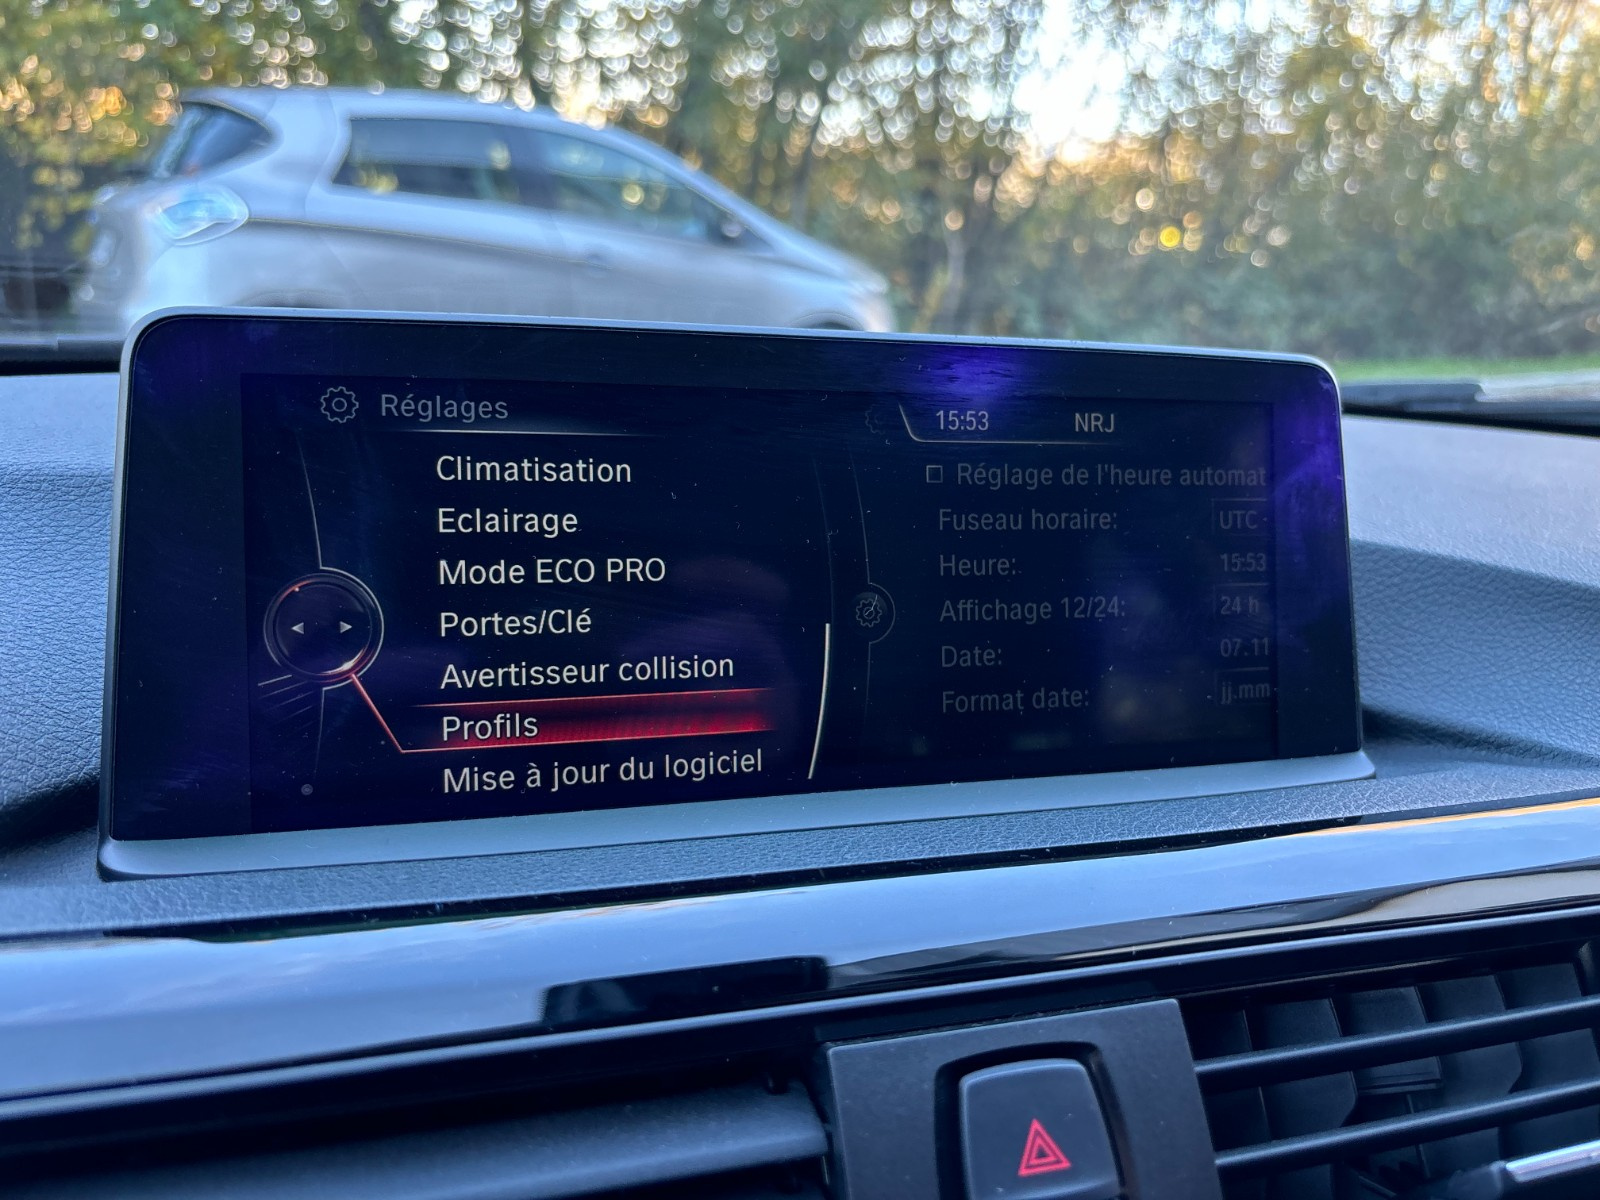 Réglages
Climatisation
Eclairage
Mode ECO PRO
Portes/Clé
Avertisseur collision
Profils
Mise à jour du logiciel
15:53 NRJ
Réglage de l'heure automat
Fuseau horaire: UTC
Heure: 15:53
Affichage 12/24: 24 h
Date: 07.11
Format date: jj.mm